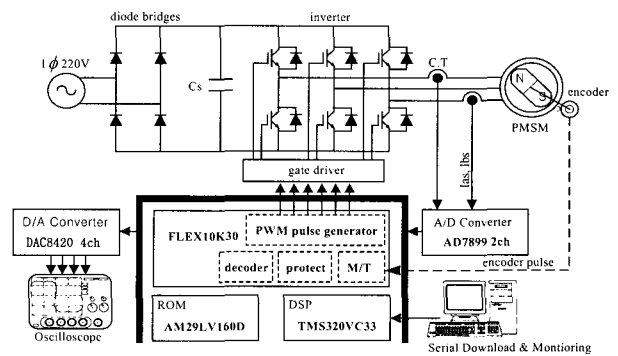 diode bridges
inverter
1ϕ 220V
Cs
C.T
N
S
encoder
PMSM
gate driver
Ias, Ibs
D/A Converter
DAC8420 4ch
FLEX10K30
PWM pulse generator
decoder
protect
M/T
A/D Converter
AD7899 2ch
encoder pulse
ROM
AM29LV160D
DSP
TMS320VC33
Oscilloscope
Serial Download & Montioring